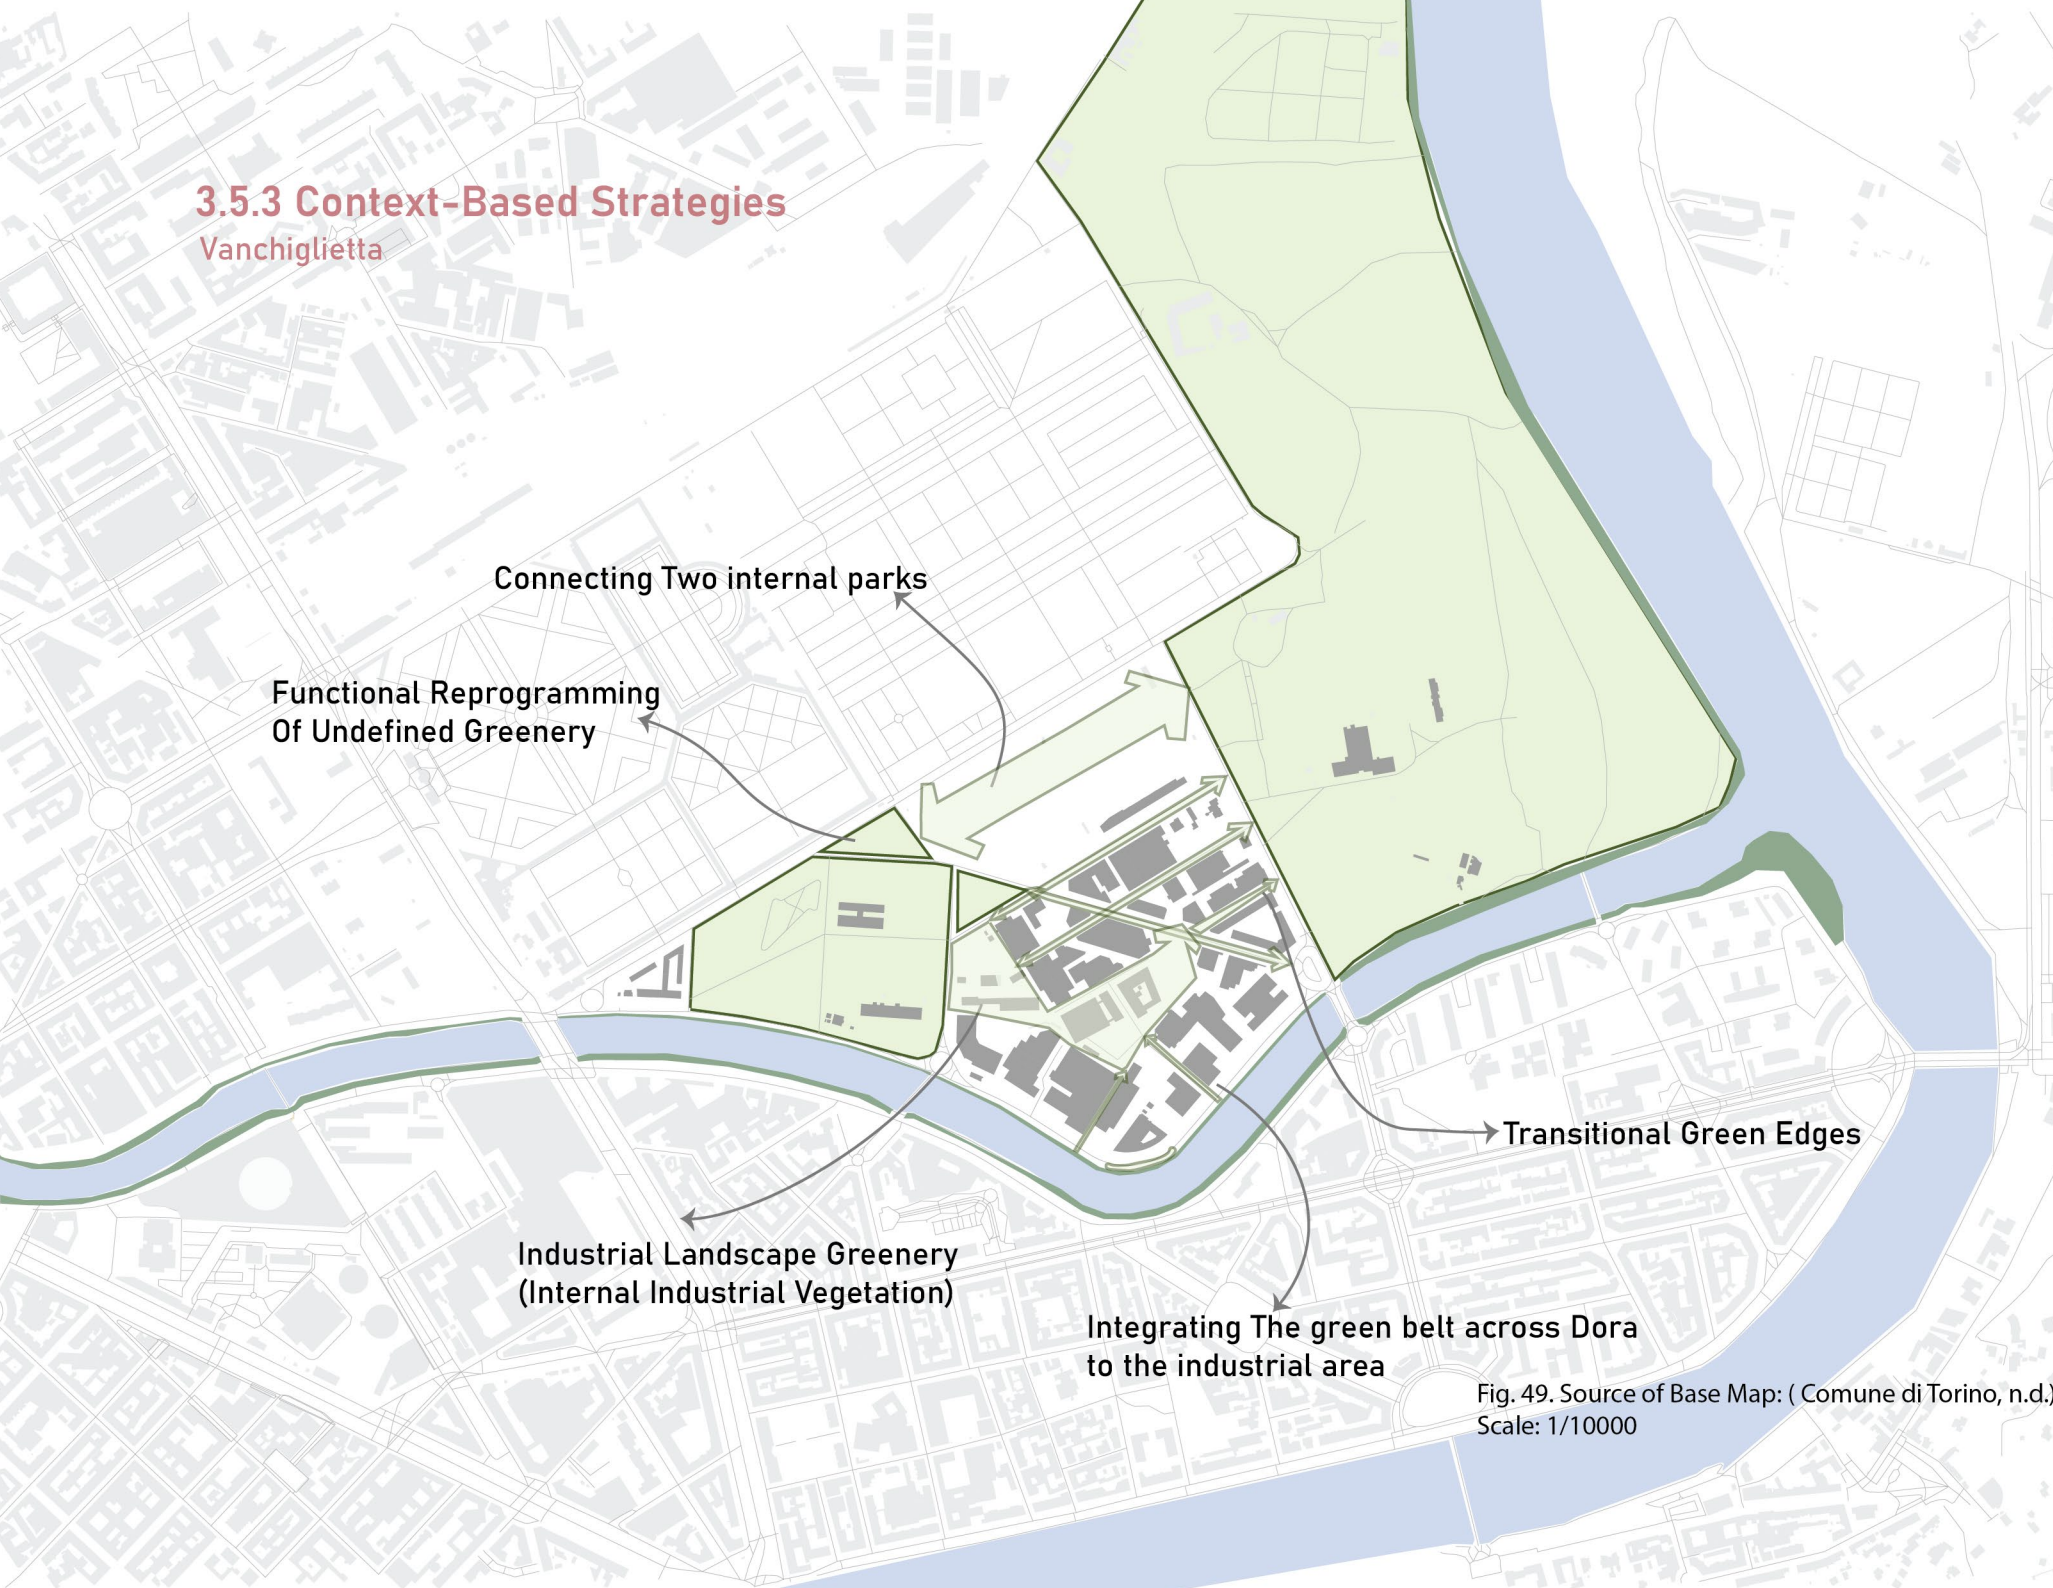 3.5.3 Context-Based Strategies
Vanchiglietta
Connecting Two internal parks
Functional Reprogramming
Of Undefined Greenery
Transitional Green Edges
Industrial Landscape Greenery
(Internal Industrial Vegetation)
Integrating The green belt across Dora
to the industrial area
Fig. 49. Source of Base Map: ( Comune di Torino, n.d.)
Scale: 1/10000